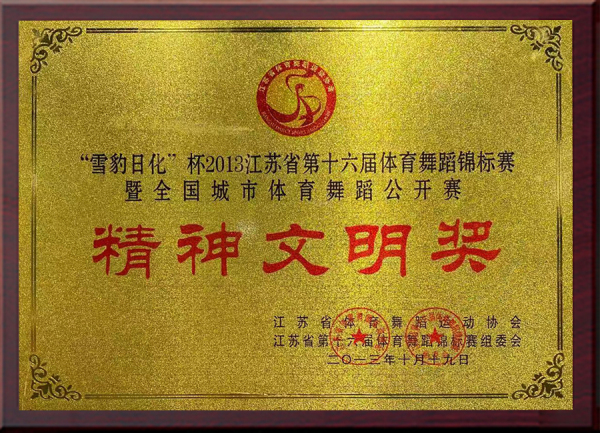 “雪豹日化”杯2013江苏省第十六届体育舞蹈锦标赛
暨全国城市体育舞蹈公开赛
精神文明奖
江苏省体育舞蹈运动协会
江苏省第十六届体育舞蹈锦标赛组委会
二〇一三年十月十九日